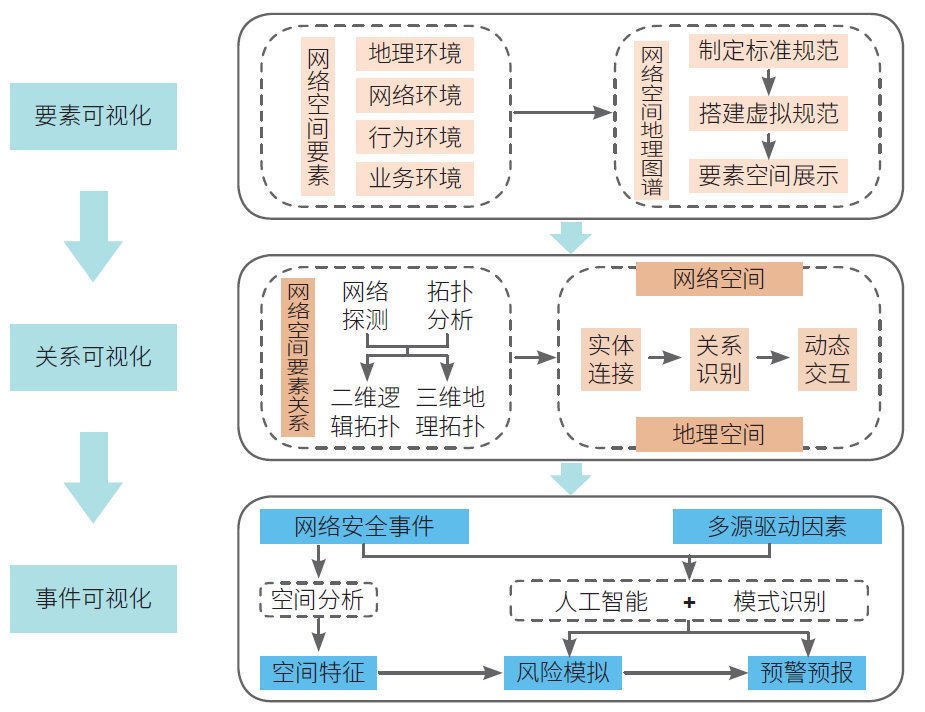 要素可视化
网络空间要素
地理环境
网络环境
行为环境
业务环境
网络空间地理图谱
制定标准规范
搭建虚拟规范
要素空间展示
关系可视化
网络空间要素关系
网络
探测
拓扑
分析
二维逻
辑拓扑
三维地
理拓扑
网络空间
实体
连接
关系
识别
动态
交互
地理空间
事件可视化
网络安全事件
多源驱动因素
空间分析
人工智能 + 模式识别
空间特征
风险模拟
预警预报